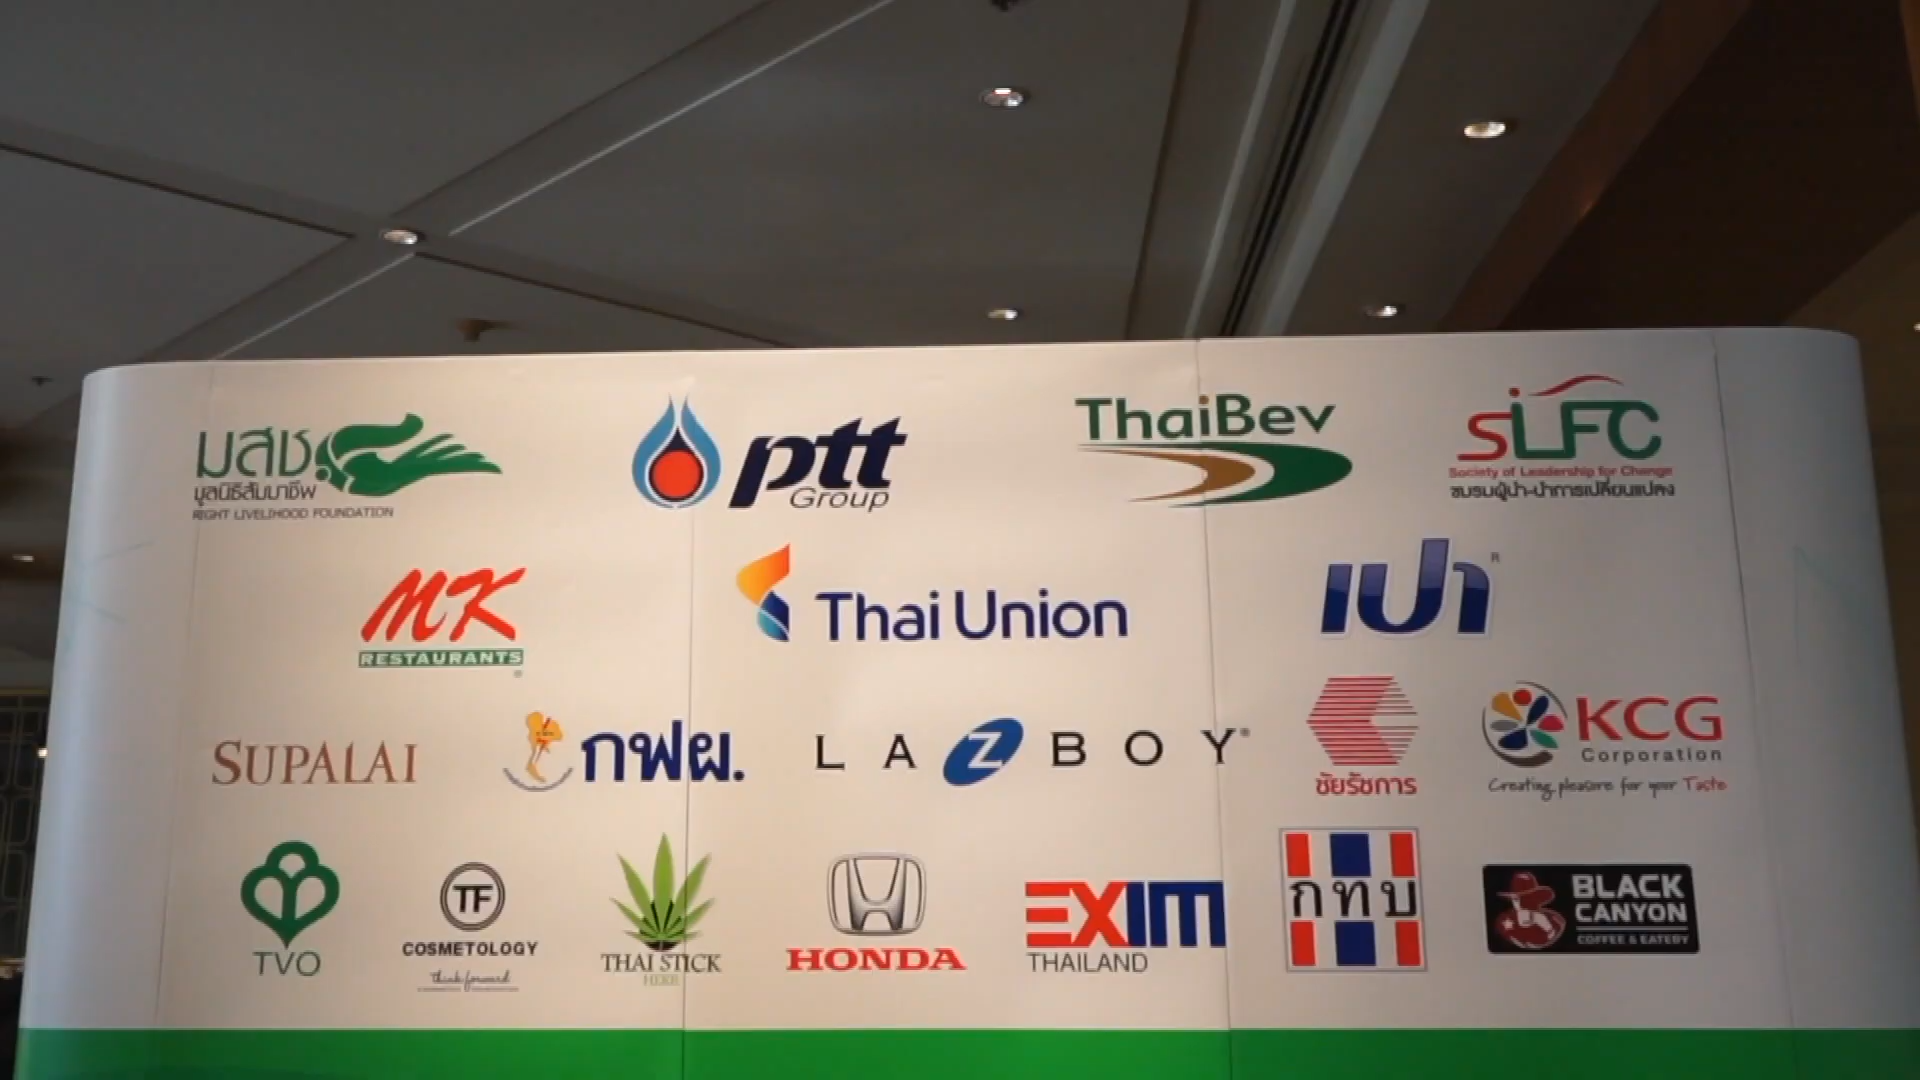 มสช.
มูลนิธิสัมมาชีพ
RIGHT LIVELIHOOD FOUNDATION
ptt
Group
ThaiBev
SLFC
Society of Leadership for Change
ชมรมผู้นำ-นำการเปลี่ยนแปลง
MK
RESTAURANTS
®
Thai Union
เปา®
SUPALAI
กฟผ.
LAZBOY®
ชัยรัชการ
KCG
Corporation
Creating pleasure for your Taste
TVO
TF
COSMETOLOGY
think forward
THAI STICK
HERB
HONDA
EXIM
THAILAND
กทบ
BLACK
CANYON
COFFEE & EATERY